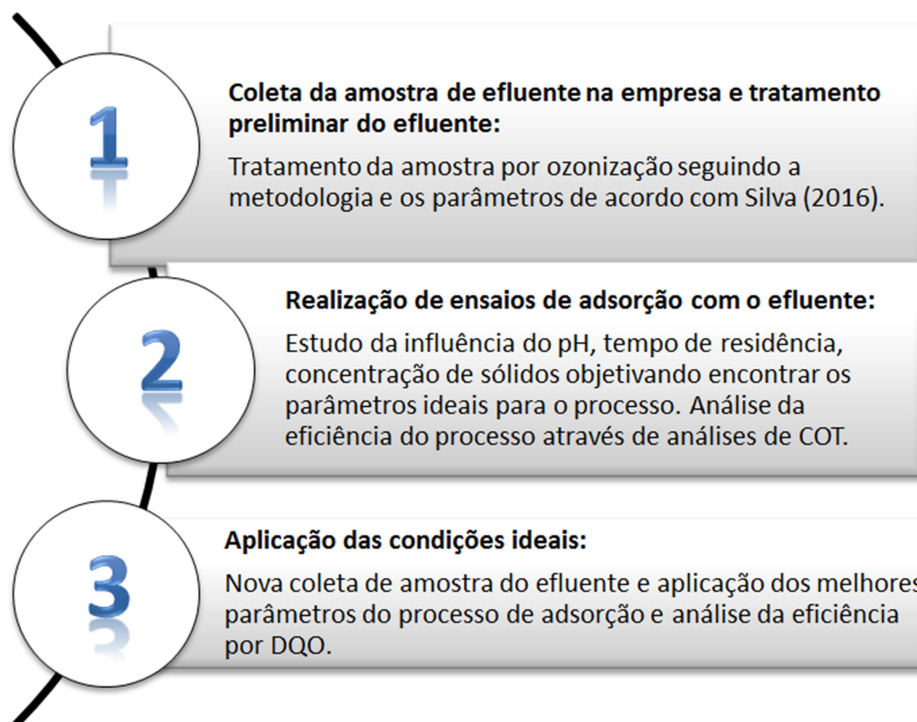 1
Coleta da amostra de efluente na empresa e tratamento
preliminar do efluente:
Tratamento da amostra por ozonização seguindo a
metodologia e os parâmetros de acordo com Silva (2016).
2
Realização de ensaios de adsorção com o efluente:
Estudo da influência do pH, tempo de residência,
concentração de sólidos objetivando encontrar os
parâmetros ideais para o processo. Análise da
eficiência do processo através de análises de COT.
3
Aplicação das condições ideais:
Nova coleta de amostra do efluente e aplicação dos melhores
parâmetros do processo de adsorção e análise da eficiência
por DQO.